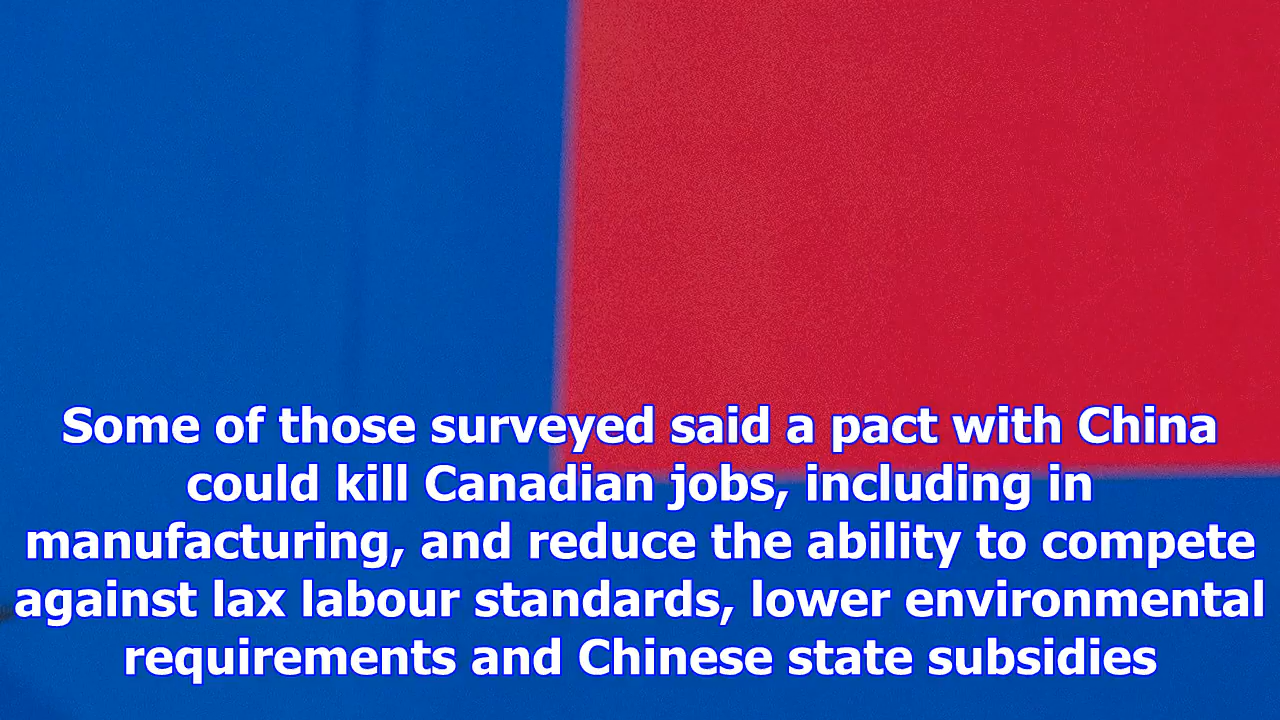 Some of those surveyed said a pact with China
could kill Canadian jobs, including in
manufacturing, and reduce the ability to compete
against lax labour standards, lower environmental
requirements and Chinese state subsidies